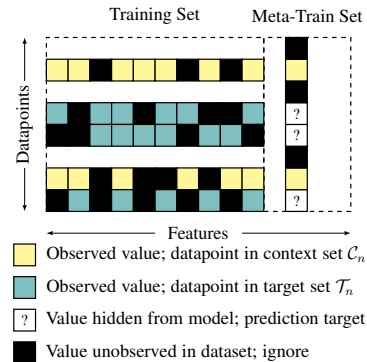 Training Set
Meta-Train Set
Datapoints
?
?
?
Features
Observed value; datapoint in context set 𝒞ₙ
Observed value; datapoint in target set 𝒯ₙ
? Value hidden from model; prediction target
Value unobserved in dataset; ignore